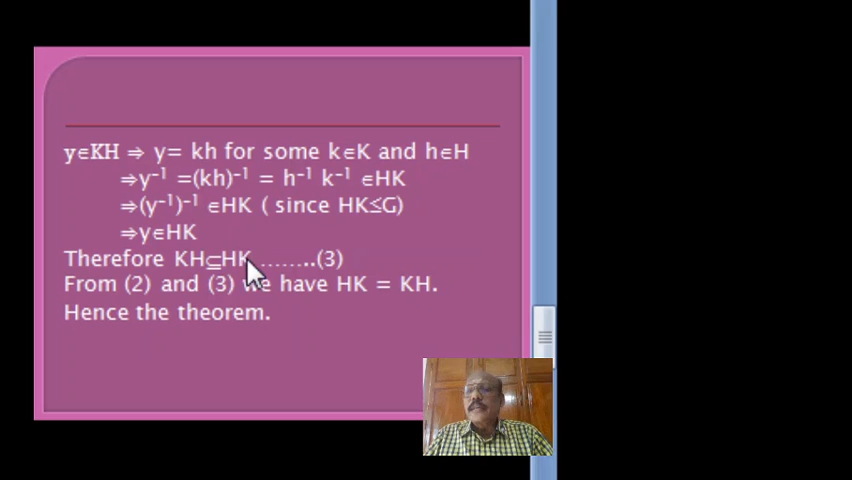 y∈KH ⇒ y= kh for some k∈K and h∈H
⇒y⁻¹ =(kh)⁻¹ = h⁻¹ k⁻¹ ∈HK
⇒(y⁻¹)⁻¹ ∈HK ( since HK≤G)
⇒y∈HK
Therefore KH⊆HK ........(3)
From (2) and (3) we have HK = KH.
Hence the theorem.